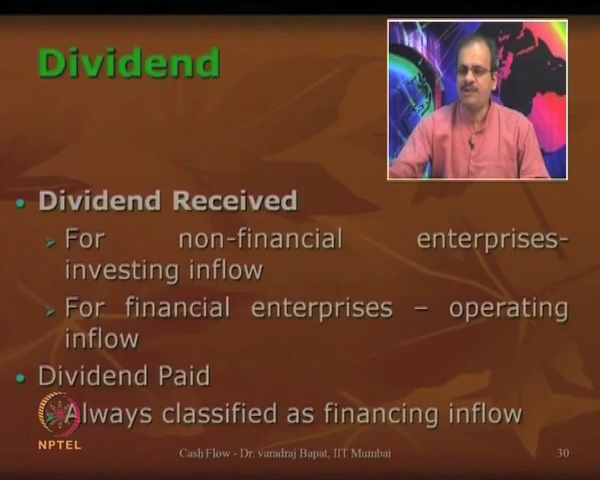 Dividend
• Dividend Received
➢ For non-financial enterprises-
investing inflow
➢ For financial enterprises – operating
inflow
• Dividend Paid
Always classified as financing inflow
NPTEL
Cash Flow - Dr. varadraj Bapat, IIT Mumbai
30